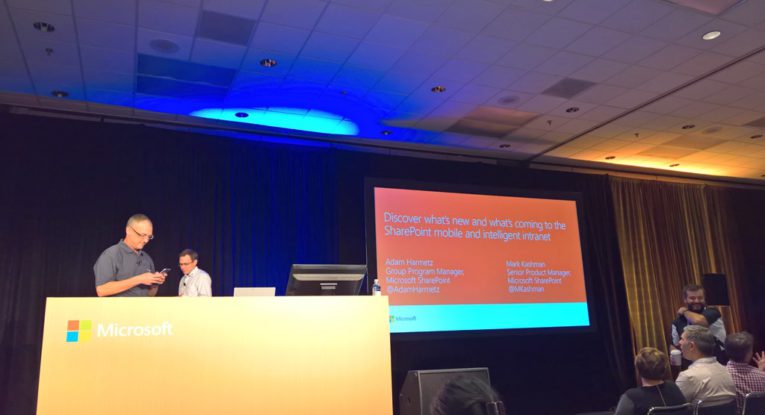 Discover what's new and what's coming to the
SharePoint mobile and intelligent intranet
Adam Harmetz
Group Program Manager,
Microsoft SharePoint
@AdamHarmetz
Mark Kashman
Senior Product Manager,
Microsoft SharePoint
@MKashman
Microsoft
Microsoft